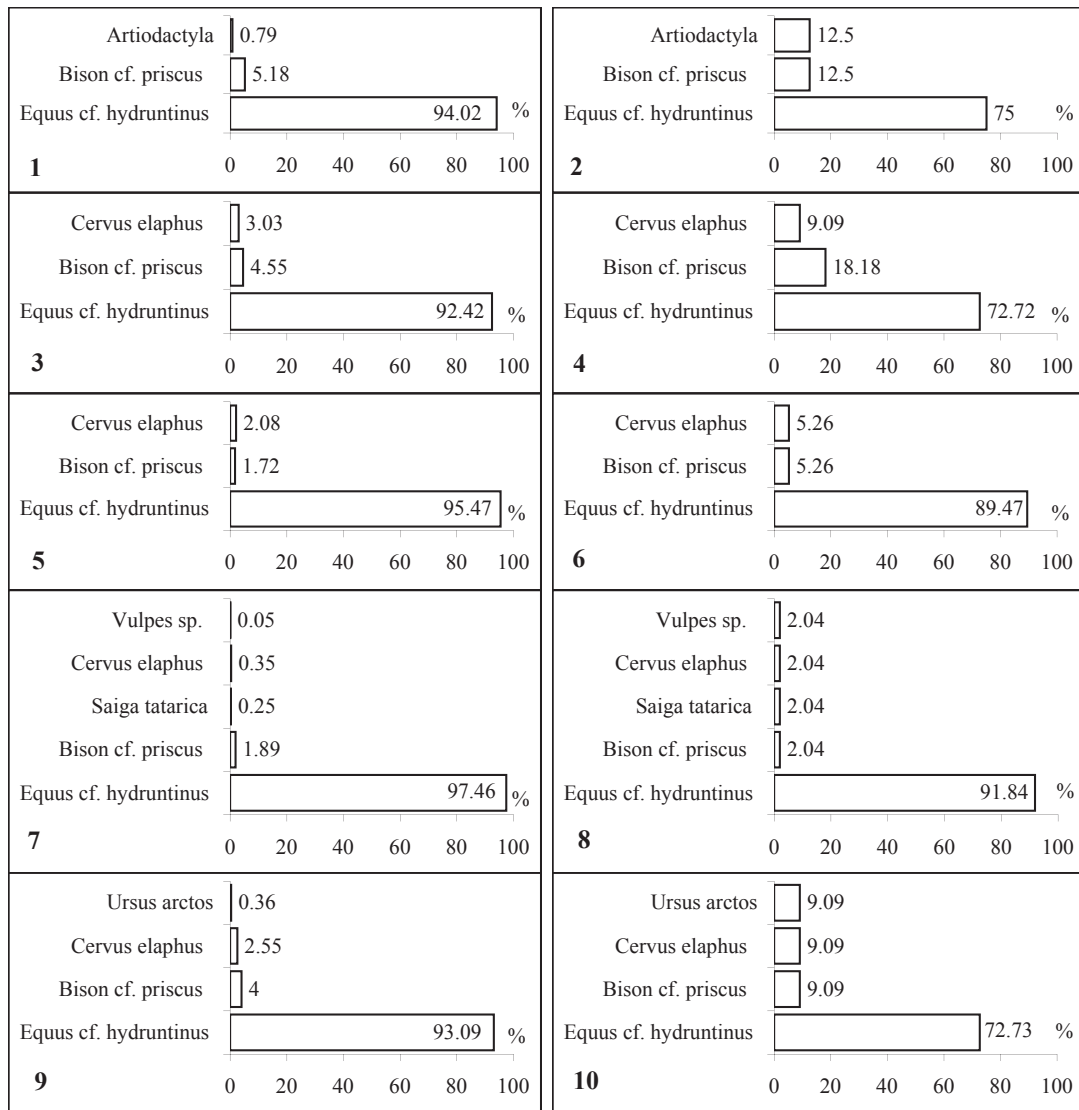 Artiodactyla 0.79
Bison cf. priscus 5.18
Equus cf. hydruntinus 94.02 %
1 0 20 40 60 80 100
Artiodactyla 12.5
Bison cf. priscus 12.5
Equus cf. hydruntinus 75 %
2 0 20 40 60 80 100
Cervus elaphus 3.03
Bison cf. priscus 4.55
Equus cf. hydruntinus 92.42 %
3 0 20 40 60 80 100
Cervus elaphus 9.09
Bison cf. priscus 18.18
Equus cf. hydruntinus 72.72 %
4 0 20 40 60 80 100
Cervus elaphus 2.08
Bison cf. priscus 1.72
Equus cf. hydruntinus 95.47 %
5 0 20 40 60 80 100
Cervus elaphus 5.26
Bison cf. priscus 5.26
Equus cf. hydruntinus 89.47 %
6 0 20 40 60 80 100
Vulpes sp. 0.05
Cervus elaphus 0.35
Saiga tatarica 0.25
Bison cf. priscus 1.89
Equus cf. hydruntinus 97.46 %
7 0 20 40 60 80 100
Vulpes sp. 2.04
Cervus elaphus 2.04
Saiga tatarica 2.04
Bison cf. priscus 2.04
Equus cf. hydruntinus 91.84 %
8 0 20 40 60 80 100
Ursus arctos 0.36
Cervus elaphus 2.55
Bison cf. priscus 4
Equus cf. hydruntinus 93.09 %
9 0 20 40 60 80 100
Ursus arctos 9.09
Cervus elaphus 9.09
Bison cf. priscus 9.09
Equus cf. hydruntinus 72.73 %
10 0 20 40 60 80 100